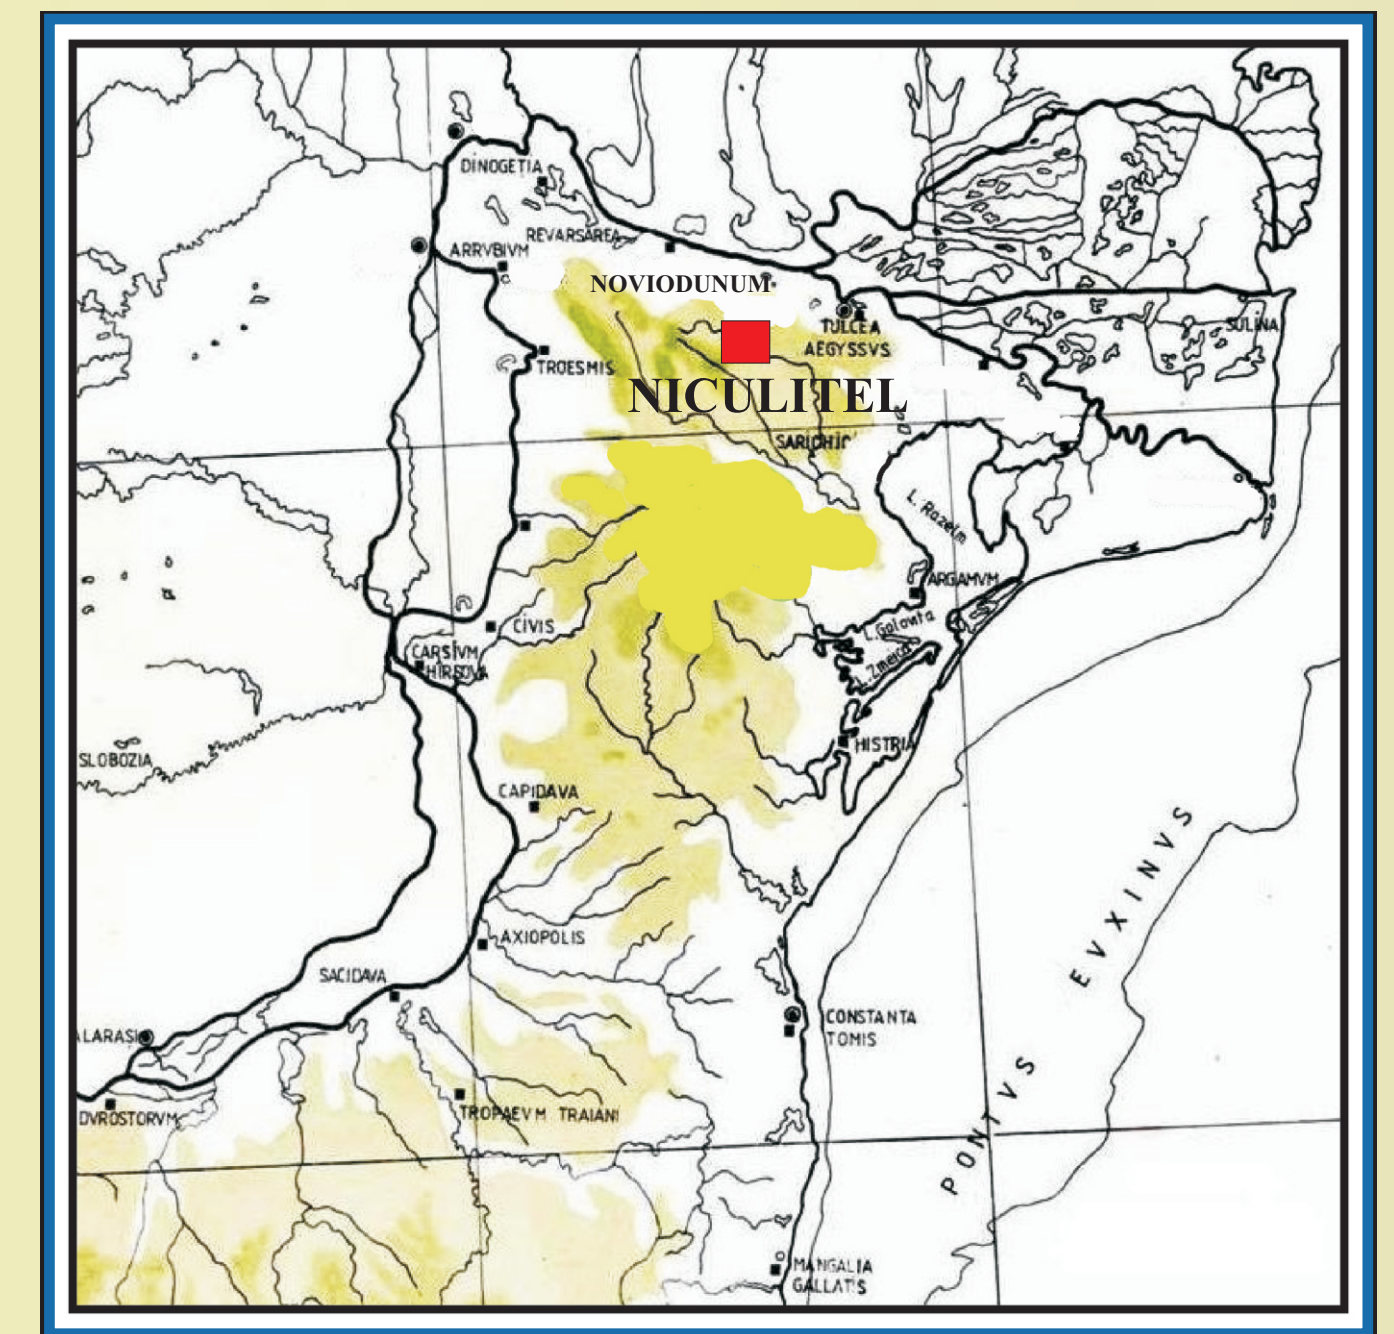 DINOGETIA
REVARSAREA
ARRVBIVM
NOVIODUNUM
TULCEA
AEGYSSVS
SULINA
TROESMIS
NICULITEL
L. Razelm
ARGAMVM
CIVIS
L. Golovita
CARSIVM
HIRSOVA
L. Zmeica
HISTRIA
SLOBOZIA
CAPIDAVA
PONTVS EVXINVS
AXIOPOLIS
SACIDAVA
CONSTANTA
TOMIS
ALARASI
DVROSTORVM
TROPAEVM TRAIANI
MANGALIA
GALLATIS